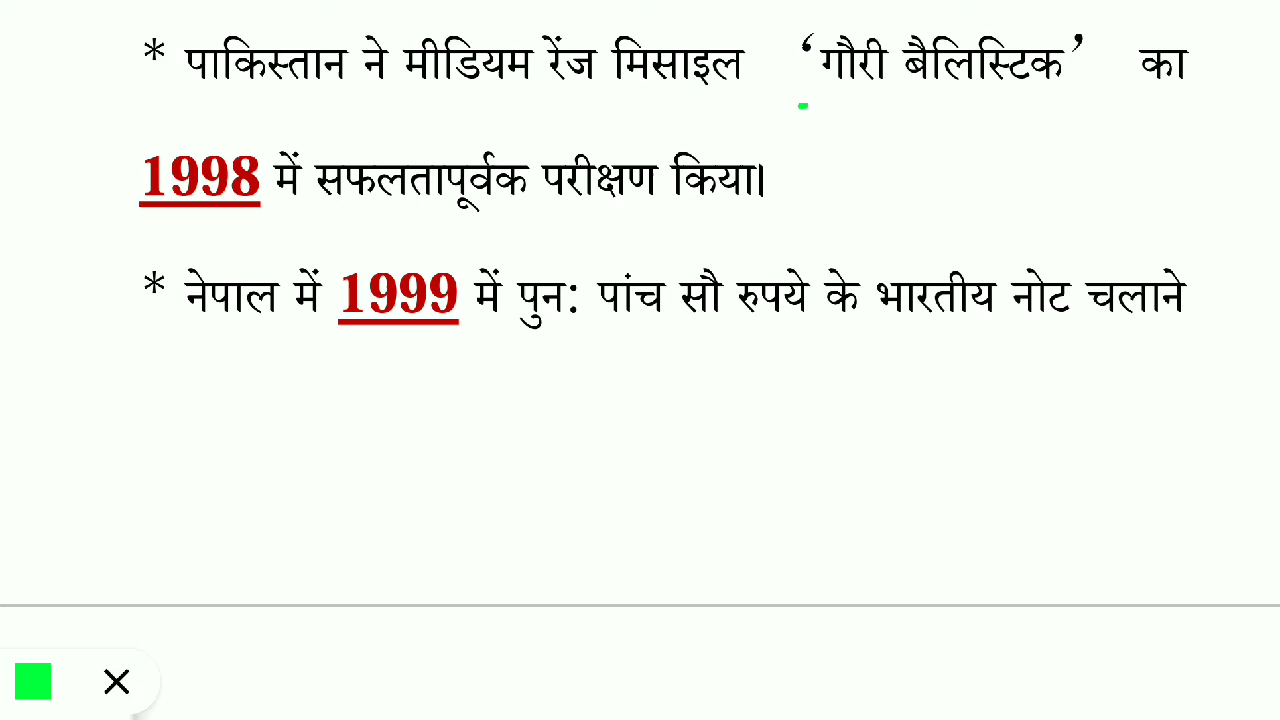 * पाकिस्तान ने मीडियम रेंज मिसाइल ‘गौरी बैलिस्टिक’ का
1998 में सफलतापूर्वक परीक्षण किया।
* नेपाल में 1999 में पुन: पांच सौ रुपये के भारतीय नोट चलाने